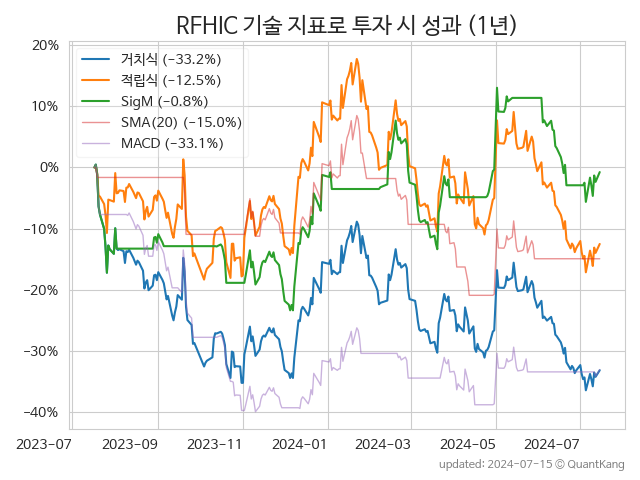 RFHIC 기술 지표로 투자 시 성과 (1년)
20%
10%
0%
−10%
−20%
−30%
−40%
거치식 (−33.2%)
적립식 (−12.5%)
SigM (−0.8%)
SMA(20) (−15.0%)
MACD (−33.1%)
2023-07
2023-09
2023-11
2024-01
2024-03
2024-05
2024-07
updated: 2024-07-15 © QuantKang